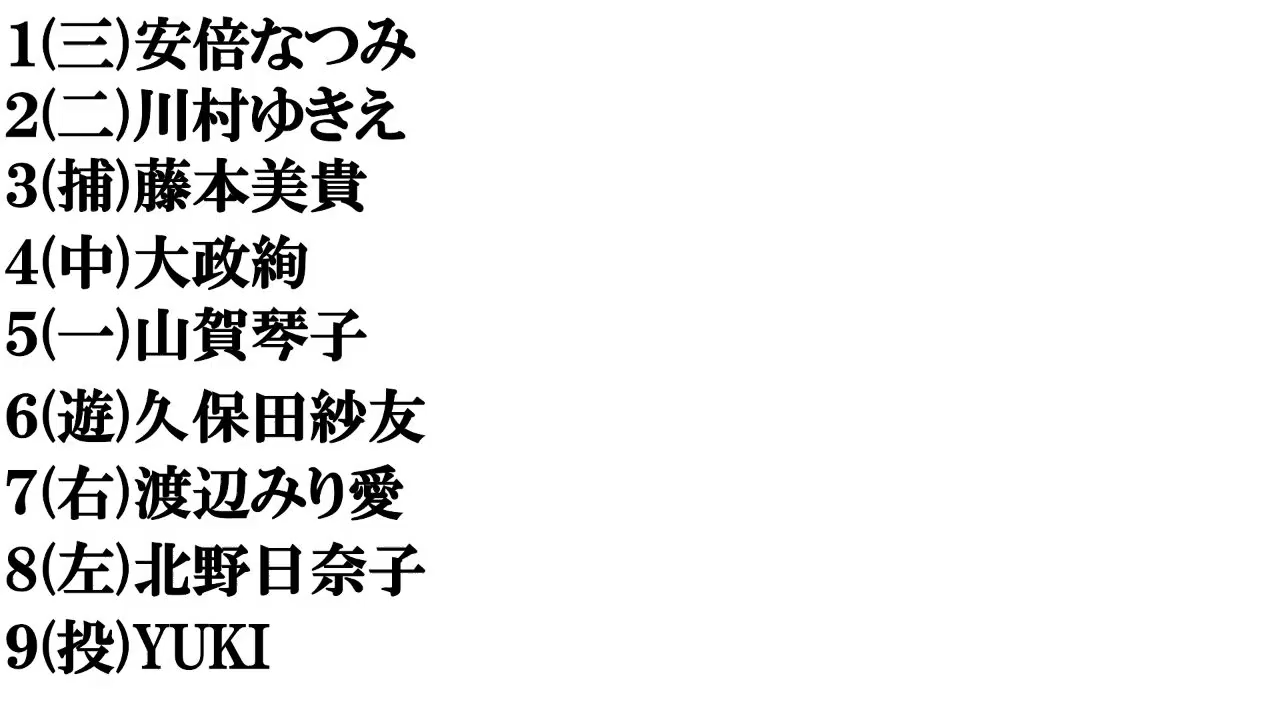 1(三)安倍なつみ
2(二)川村ゆきえ
3(捕)藤本美貴
4(中)大政絢
5(一)山賀琴子
6(遊)久保田紗友
7(右)渡辺みり愛
8(左)北野日奈子
9(投)YUKI